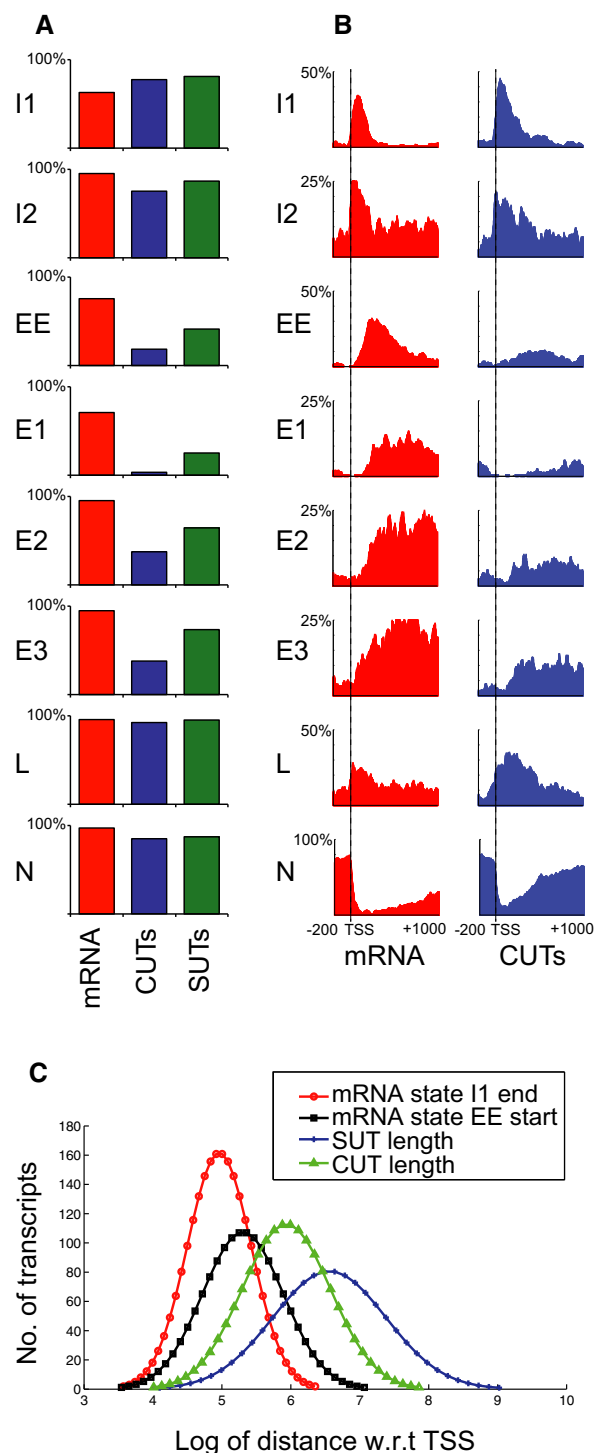 A B
100% 50%
I1 I1
100% 25%
I2 I2
100% 50%
EE EE
100% 25%
E1 E1
100% 25%
E2 E2
100% 25%
E3 E3
100% 50%
L L
100% 100%
N N
mRNA CUTs SUTs
-200 TSS +1000 -200 TSS +1000
mRNA CUTs
C
mRNA state I1 end
mRNA state EE start
SUT length
CUT length
No. of transcripts
180
160
140
120
100
80
60
40
20
0
3 4 5 6 7 8 9 10
Log of distance w.r.t TSS